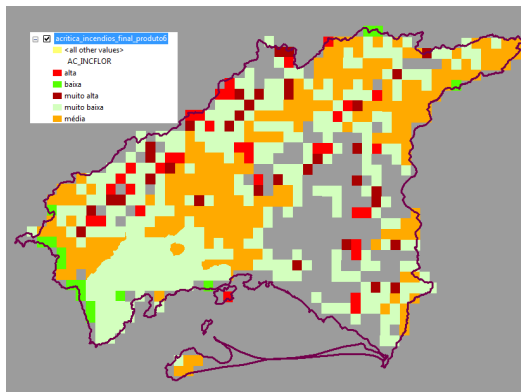 acritica_incendios_final_produto6
<all other values>
AC_INCFLOR
alta
baixa
muito alta
muito baixa
média